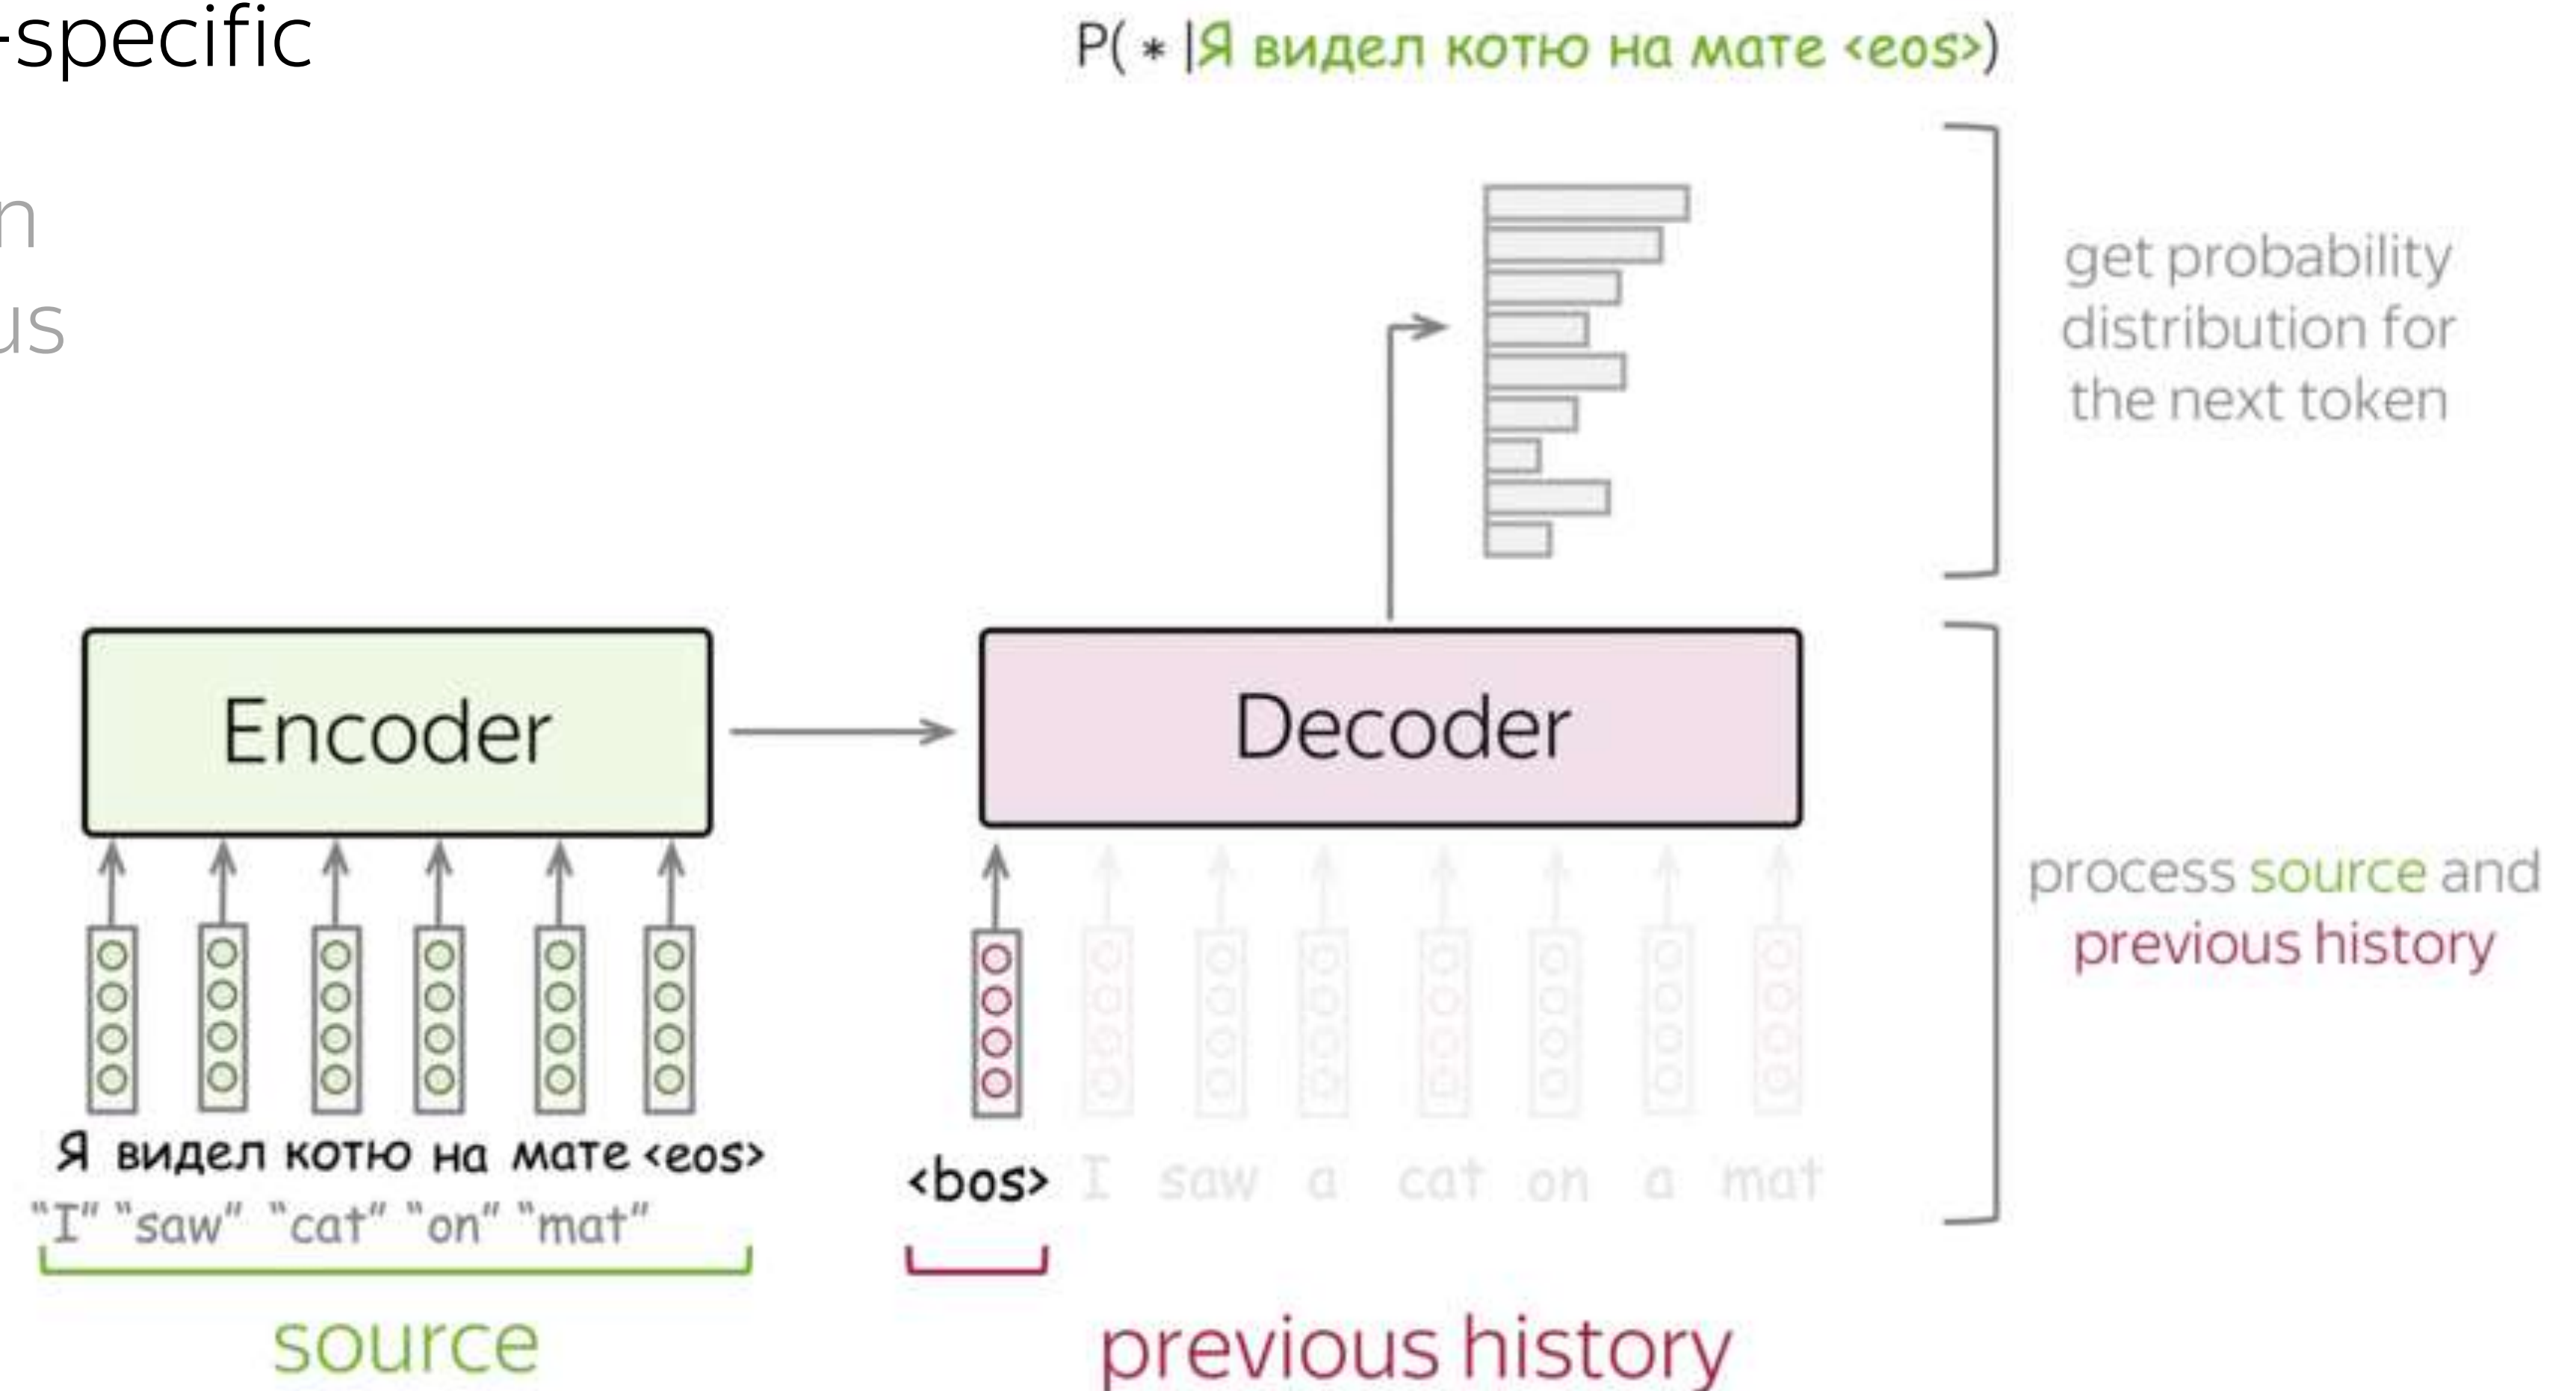 -specific
n
us
P( * |Я видел котю на мате <eos>)
get probability
distribution for
the next token
Encoder
Decoder
process source and
previous history
Я видел котю на мате <eos>
"I" "saw" "cat" "on" "mat"
<bos> I saw a cat on a mat
source
previous history